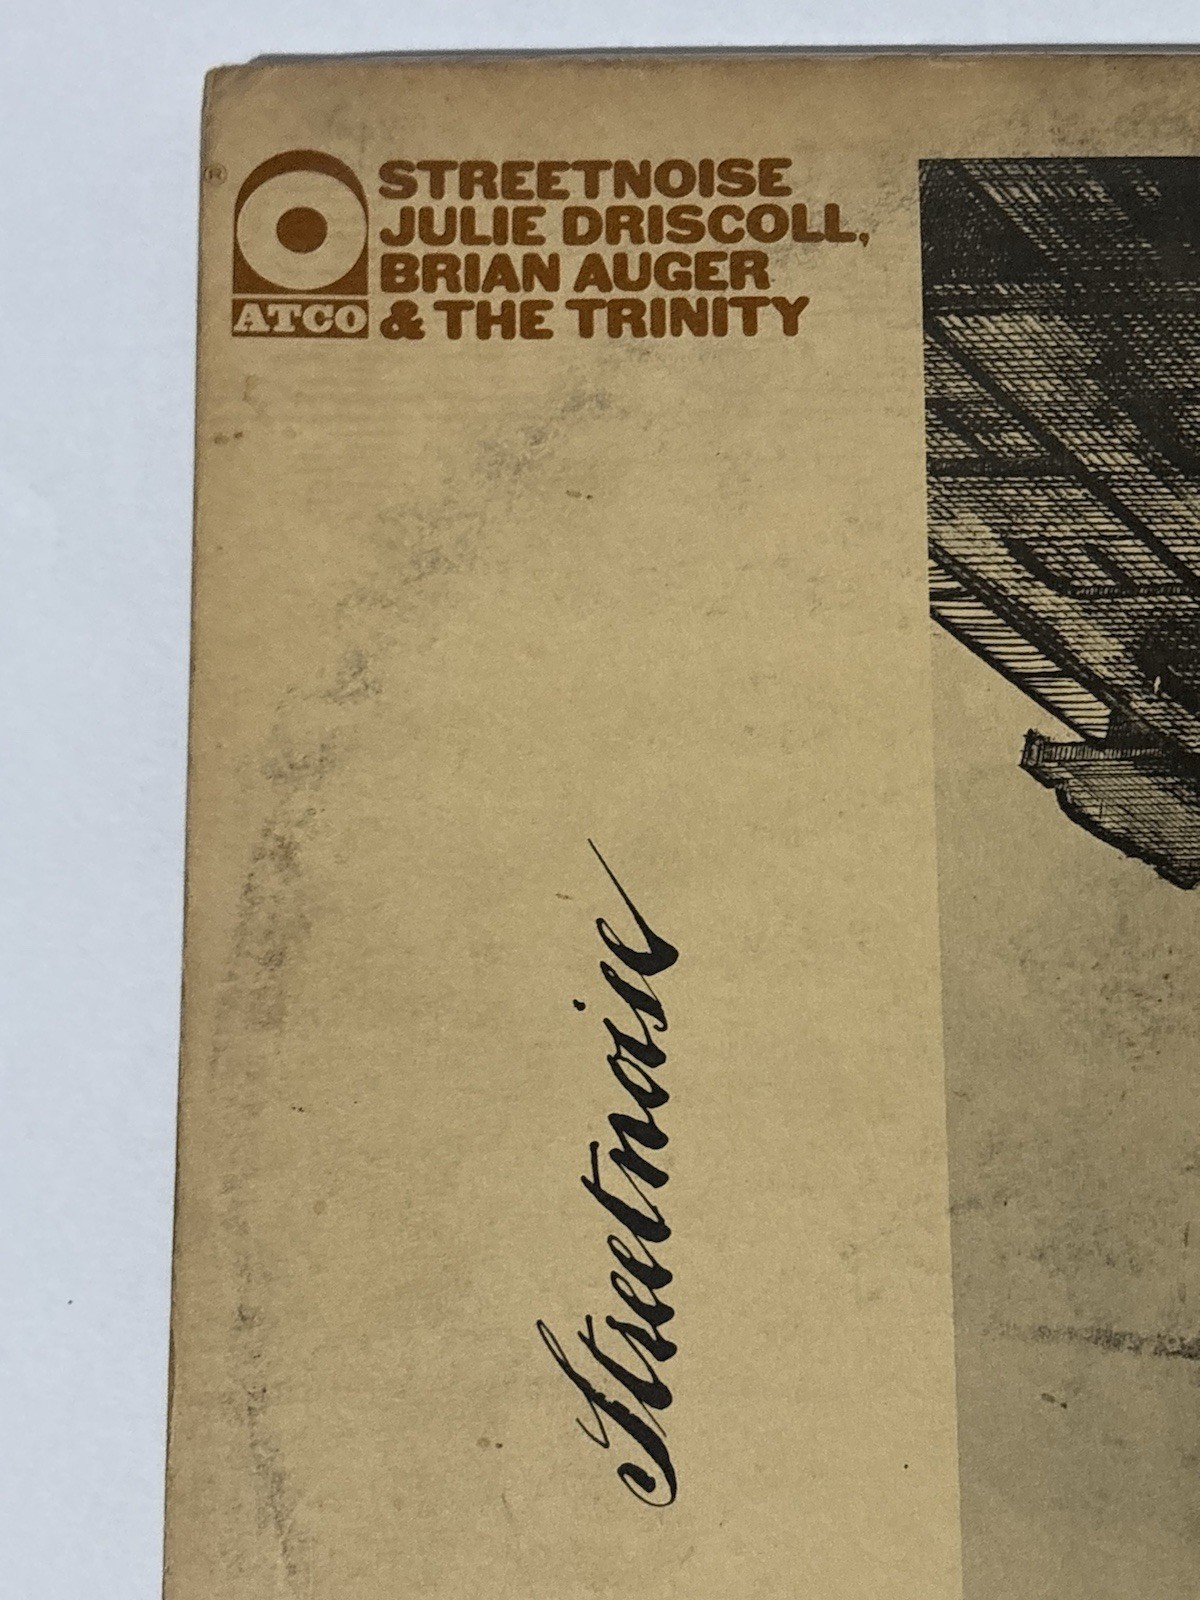 ®
STREETNOISE
JULIE DRISCOLL,
BRIAN AUGER
& THE TRINITY
ATCO
Streetnoise